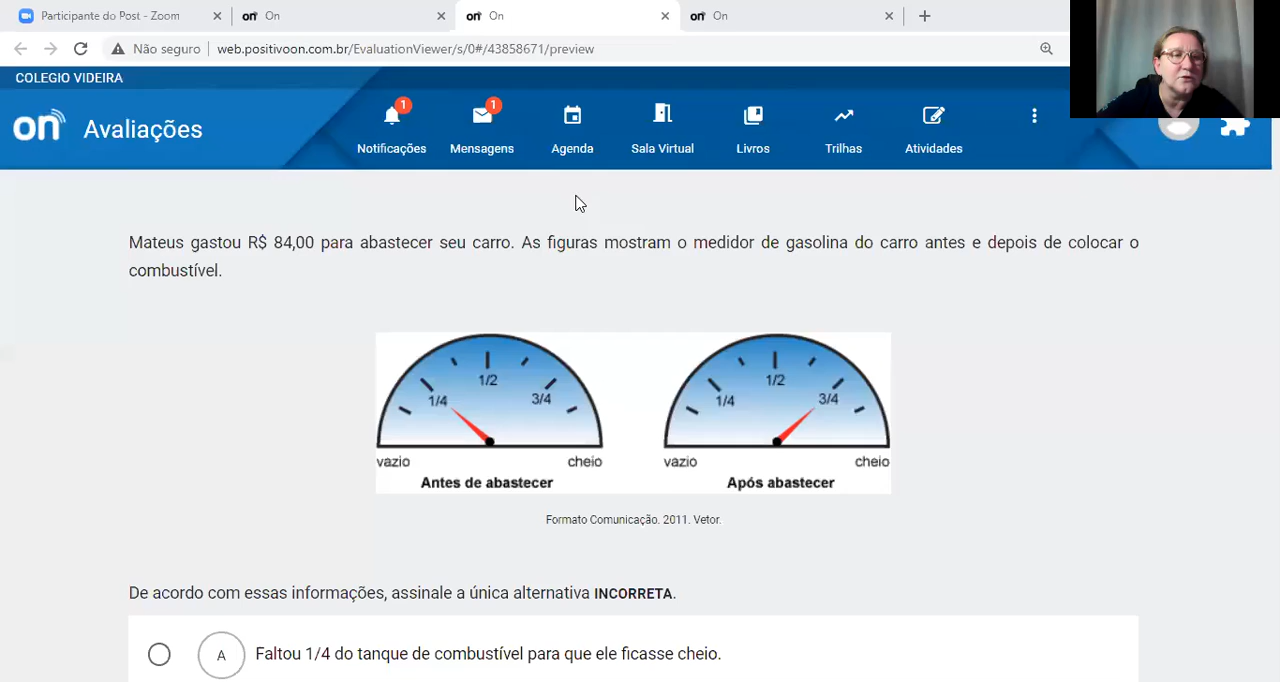 Participante do Post - Zoom
On
On
On
Não seguro
web.positivoon.com.br/EvaluationViewer/s/0#/43858671/preview
COLEGIO VIDEIRA
on
Avaliações
1
1
Notificações
Mensagens
Agenda
Sala Virtual
Livros
Trilhas
Atividades
Mateus gastou R$ 84,00 para abastecer seu carro. As figuras mostram o medidor de gasolina do carro antes e depois de colocar o
combustível.
1/4
1/2
3/4
vazio
cheio
Antes de abastecer
1/4
1/2
3/4
vazio
cheio
Após abastecer
Formato Comunicação. 2011. Vetor.
De acordo com essas informações, assinale a única alternativa INCORRETA.
A
Faltou 1/4 do tanque de combustível para que ele ficasse cheio.